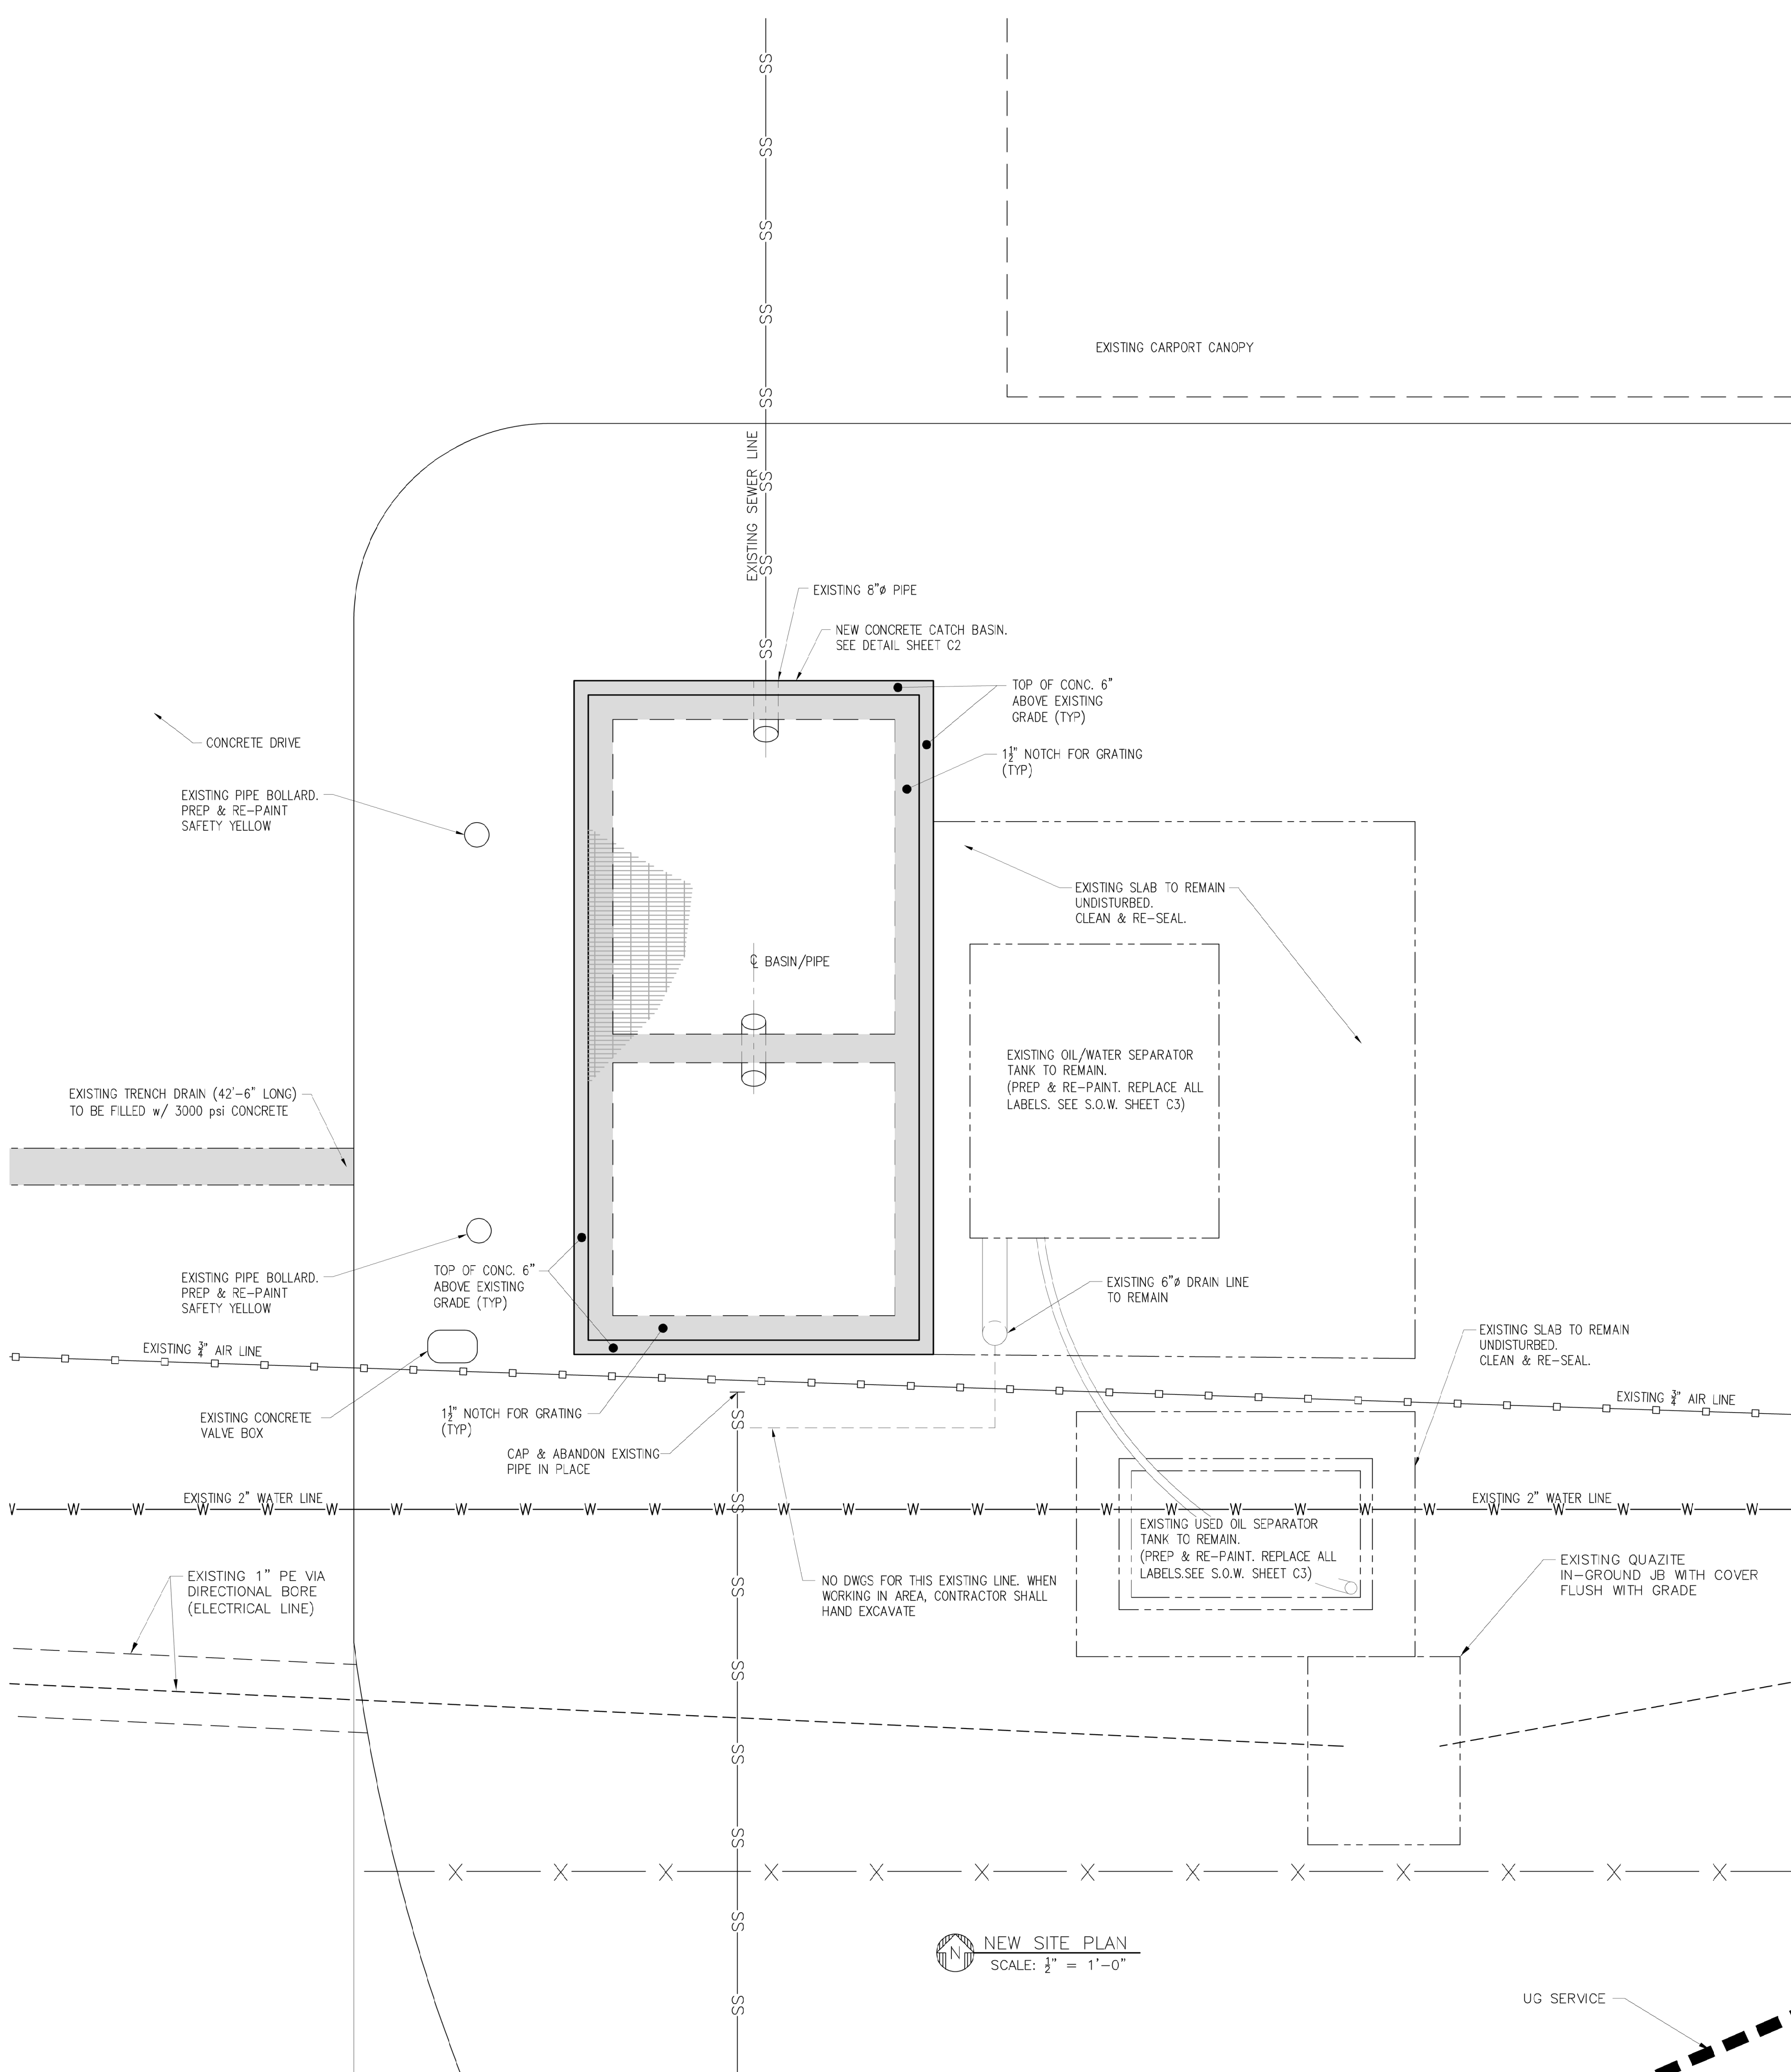 EXISTING CARPORT CANOPY
EXISTING SEWER LINE
SS
SS
SS
SS
SS
SS
SS
SS
EXISTING 8"ø PIPE
NEW CONCRETE CATCH BASIN.
SEE DETAIL SHEET C2
TOP OF CONC. 6"
ABOVE EXISTING
GRADE (TYP)
CONCRETE DRIVE
1½" NOTCH FOR GRATING
(TYP)
EXISTING PIPE BOLLARD.
PREP & RE-PAINT
SAFETY YELLOW
EXISTING SLAB TO REMAIN
UNDISTURBED.
CLEAN & RE-SEAL.
℄ BASIN/PIPE
EXISTING OIL/WATER SEPARATOR
TANK TO REMAIN.
(PREP & RE-PAINT. REPLACE ALL
LABELS. SEE S.O.W. SHEET C3)
EXISTING TRENCH DRAIN (42'-6" LONG)
TO BE FILLED w/ 3000 psi CONCRETE
EXISTING PIPE BOLLARD.
PREP & RE-PAINT
SAFETY YELLOW
TOP OF CONC. 6"
ABOVE EXISTING
GRADE (TYP)
EXISTING 6"ø DRAIN LINE
TO REMAIN
EXISTING SLAB TO REMAIN
UNDISTURBED.
CLEAN & RE-SEAL.
EXISTING ¾" AIR LINE
EXISTING ¾" AIR LINE
EXISTING CONCRETE
VALVE BOX
1½" NOTCH FOR GRATING
(TYP)
CAP & ABANDON EXISTING
PIPE IN PLACE
EXISTING 2" WATER LINE
EXISTING 2" WATER LINE
W W W W W W W W W W W W W W W W W W W W W W W W W W W W
EXISTING USED OIL SEPARATOR
TANK TO REMAIN.
(PREP & RE-PAINT. REPLACE ALL
LABELS.SEE S.O.W. SHEET C3)
EXISTING QUAZITE
IN-GROUND JB WITH COVER
FLUSH WITH GRADE
EXISTING 1" PE VIA
DIRECTIONAL BORE
(ELECTRICAL LINE)
NO DWGS FOR THIS EXISTING LINE. WHEN
WORKING IN AREA, CONTRACTOR SHALL
HAND EXCAVATE
SS
SS
SS
SS
SS
SS
SS
SS
X X X X X X X X X X X X X
N
NEW SITE PLAN
SCALE: ½" = 1'-0"
UG SERVICE